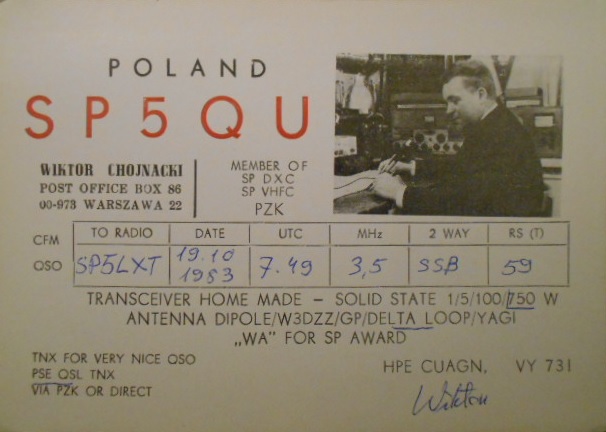 POLAND
SP5QU
WIKTOR CHOJNACKI
POST OFFICE BOX 86
00-973 WARSZAWA 22
MEMBER OF
SP DXC
SP VHFC
PZK
CFM TO RADIO DATE UTC MHz 2 WAY RS (T)
QSO SP5LXT 19.10 1983 7.49 3,5 SSB 59
TRANSCEIVER HOME MADE – SOLID STATE 1/5/100/750 W
ANTENNA DIPOLE/W3DZZ/GP/DELTA LOOP/YAGI
„WA” FOR SP AWARD
TNX FOR VERY NICE QSO
PSE QSL TNX
VIA PZK OR DIRECT
HPE CUAGN, VY 73!
Wiktor